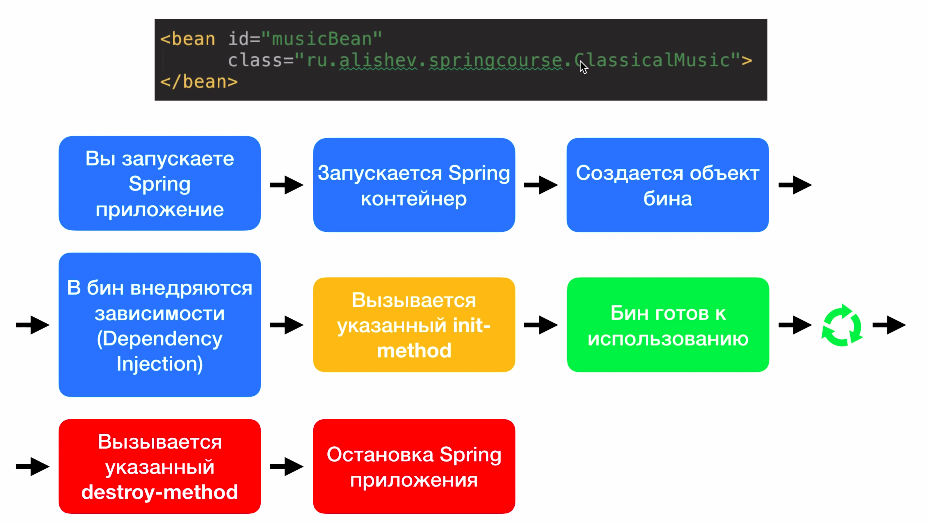 <bean id="musicBean"
class="ru.alishev.springcourse.ClassicalMusic">
</bean>
Вы запускаете
Spring
приложение
Запускается Spring
контейнер
Создается объект
бина
В бин внедряются
зависимости
(Dependency
Injection)
Вызывается
указанный init-
method
Бин готов к
использованию
Вызывается
указанный
destroy-method
Остановка Spring
приложения